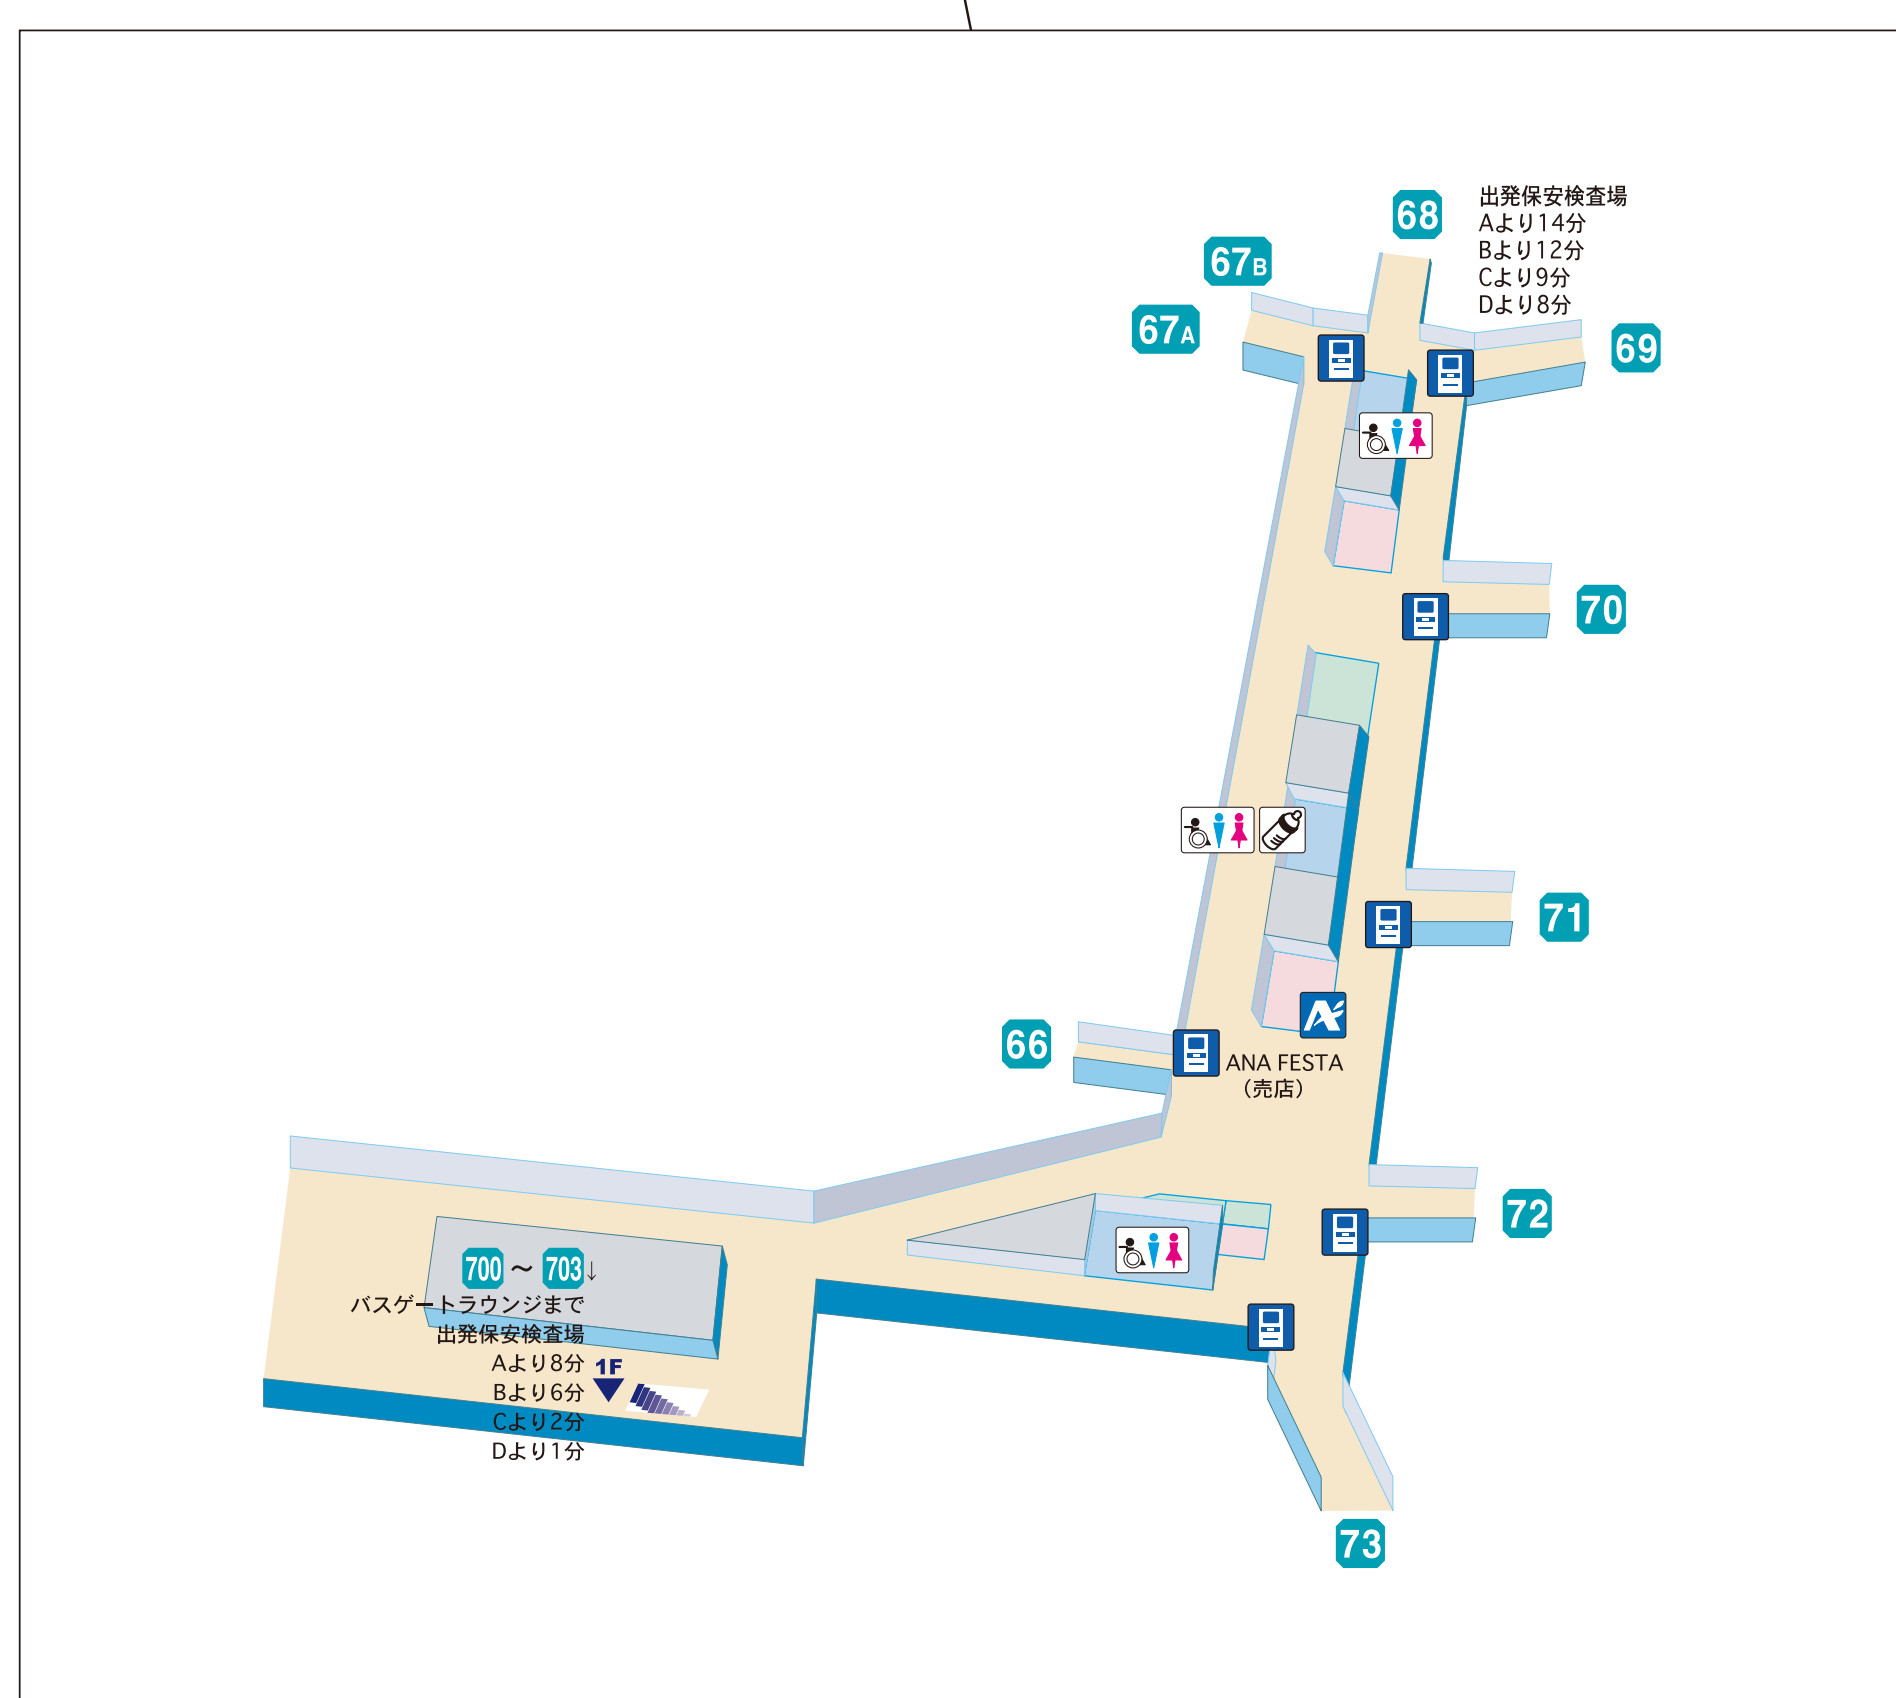 68
出発保安検査場
Aより14分
Bより12分
Cより9分
Dより8分
67B
67A
69
70
71
66
ANA FESTA
（売店）
72
700 〜 703↓
バスゲートラウンジまで
出発保安検査場
Aより8分
Bより6分
Cより2分
Dより1分
1F
73